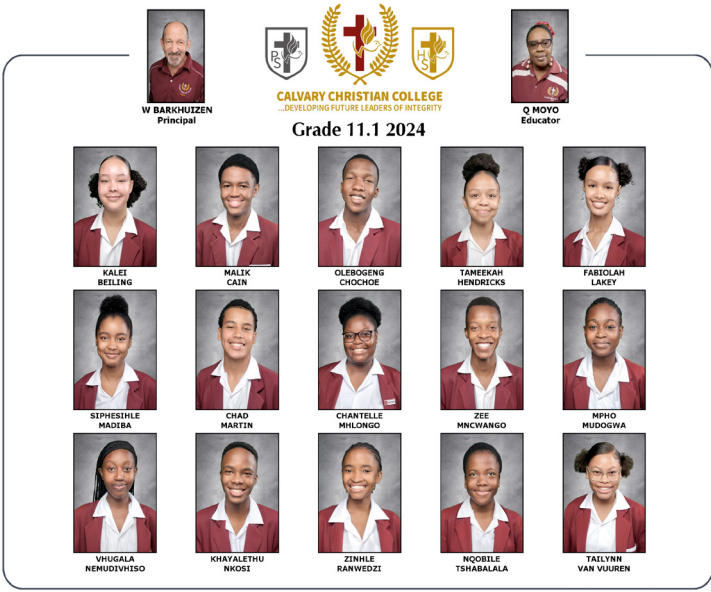 PS
HS
CALVARY CHRISTIAN COLLEGE
...DEVELOPING FUTURE LEADERS OF INTEGRITY
W BARKHUIZEN
Principal
Q MOYO
Educator
Grade 11.1 2024
KALEI
BEILING
MALIK
CAIN
OLEBOGENG
CHOCHOE
TAMEEKAH
HENDRICKS
FABIOLAH
LAKEY
SIPHESIHLE
MADIBA
CHAD
MARTIN
CHANTELLE
MHLONGO
ZEE
MNCWANGO
MPHO
MUDOGWA
VHUGALA
NEMUDIVHISO
KHAYALETHU
NKOSI
ZINHLE
RANWEDZI
NQOBILE
TSHABALALA
TAILYNN
VAN VUUREN